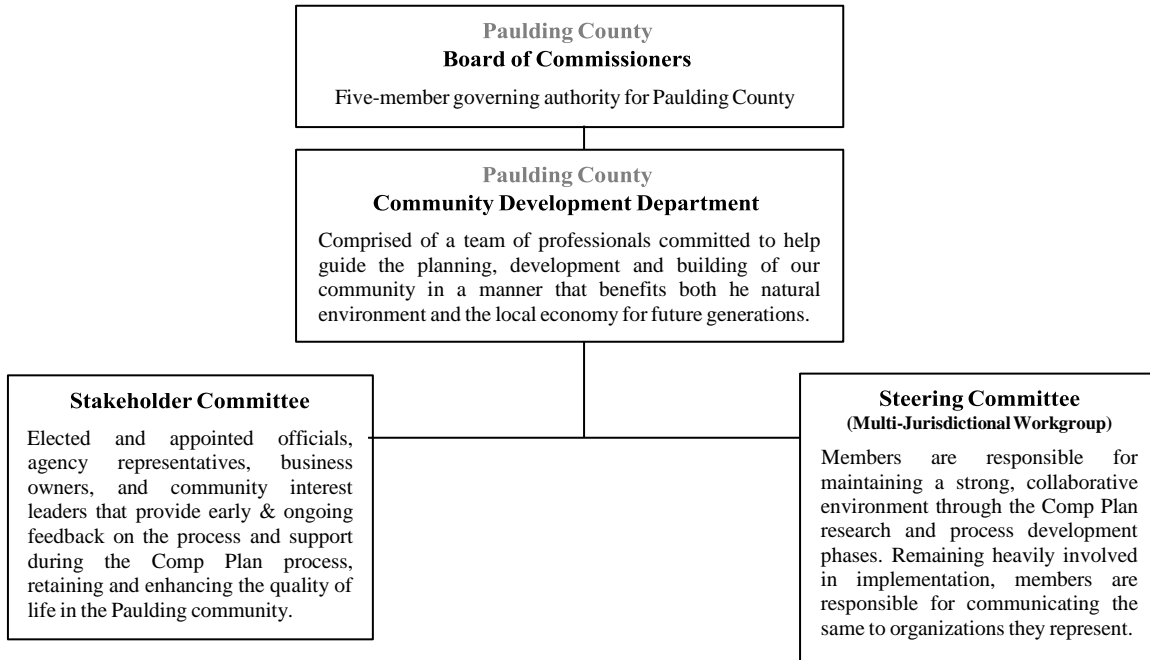 Paulding County
Board of Commissioners
Five-member governing authority for Paulding County
Paulding County
Community Development Department
Comprised of a team of professionals committed to help
guide the planning, development and building of our
community in a manner that benefits both he natural
environment and the local economy for future generations.
Stakeholder Committee
Elected and appointed officials,
agency representatives, business
owners, and community interest
leaders that provide early & ongoing
feedback on the process and support
during the Comp Plan process,
retaining and enhancing the quality of
life in the Paulding community.
Steering Committee
(Multi-Jurisdictional Workgroup)
Members are responsible for
maintaining a strong, collaborative
environment through the Comp Plan
research and process development
phases. Remaining heavily involved
in implementation, members are
responsible for communicating the
same to organizations they represent.